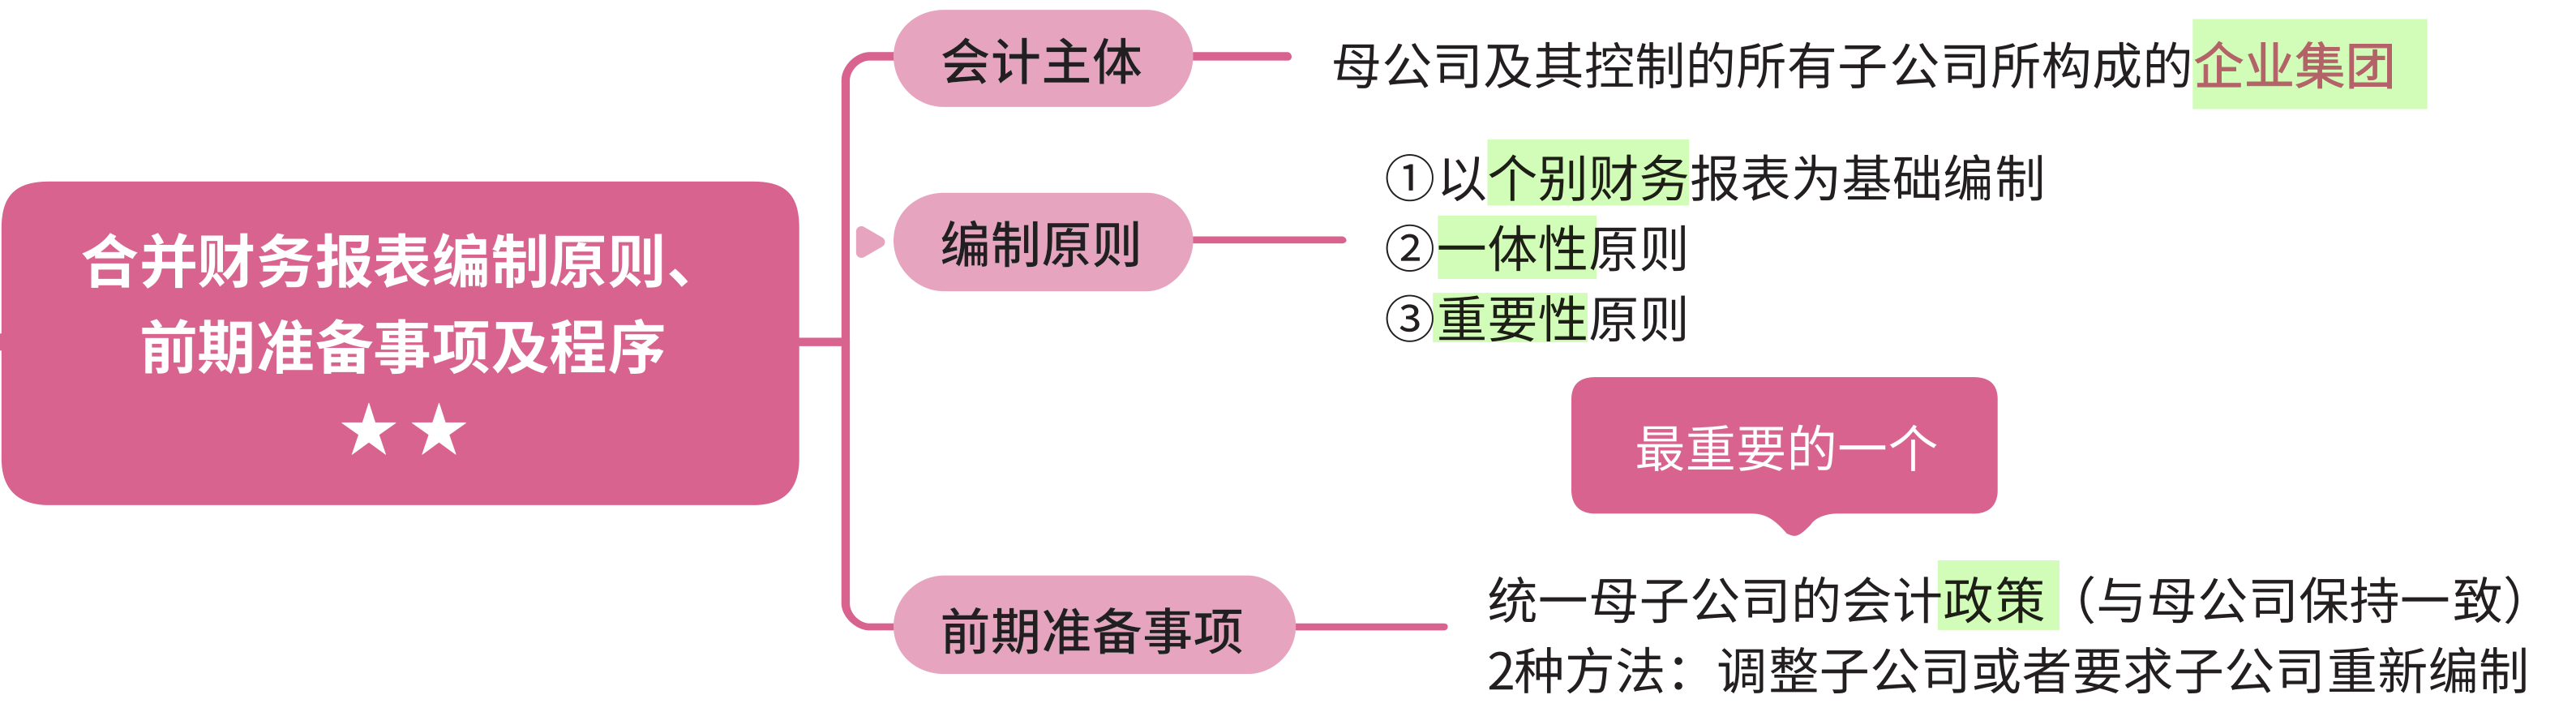 合并财务报表编制原则、
前期准备事项及程序
★★
会计主体
母公司及其控制的所有子公司所构成的企业集团
编制原则
①以个别财务报表为基础编制
②一体性原则
③重要性原则
最重要的一个
前期准备事项
统一母子公司的会计政策（与母公司保持一致）
2种方法：调整子公司或者要求子公司重新编制